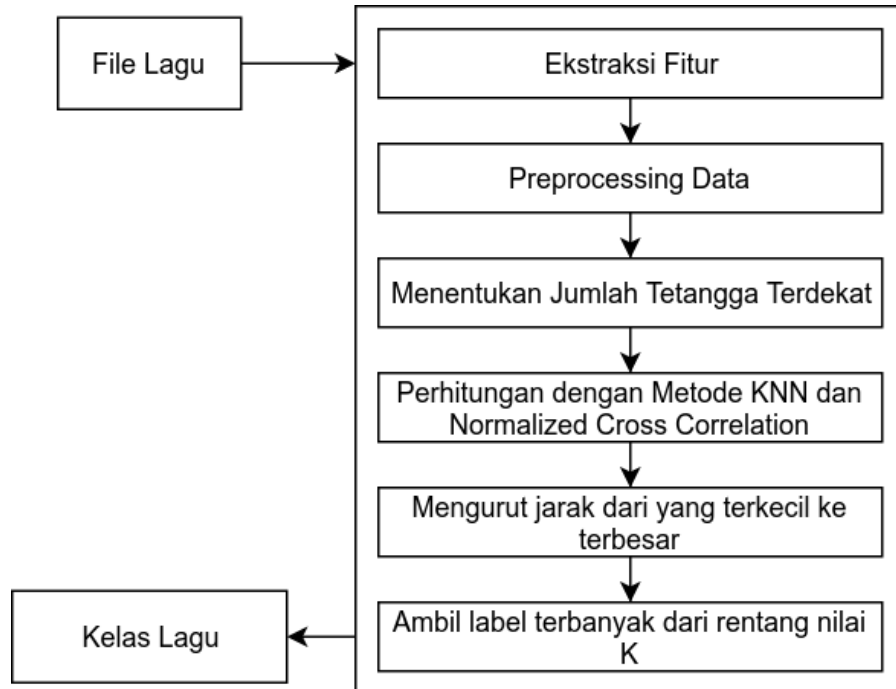 File Lagu
Ekstraksi Fitur
Preprocessing Data
Menentukan Jumlah Tetangga Terdekat
Perhitungan dengan Metode KNN dan
Normalized Cross Correlation
Mengurut jarak dari yang terkecil ke
terbesar
Ambil label terbanyak dari rentang nilai
K
Kelas Lagu